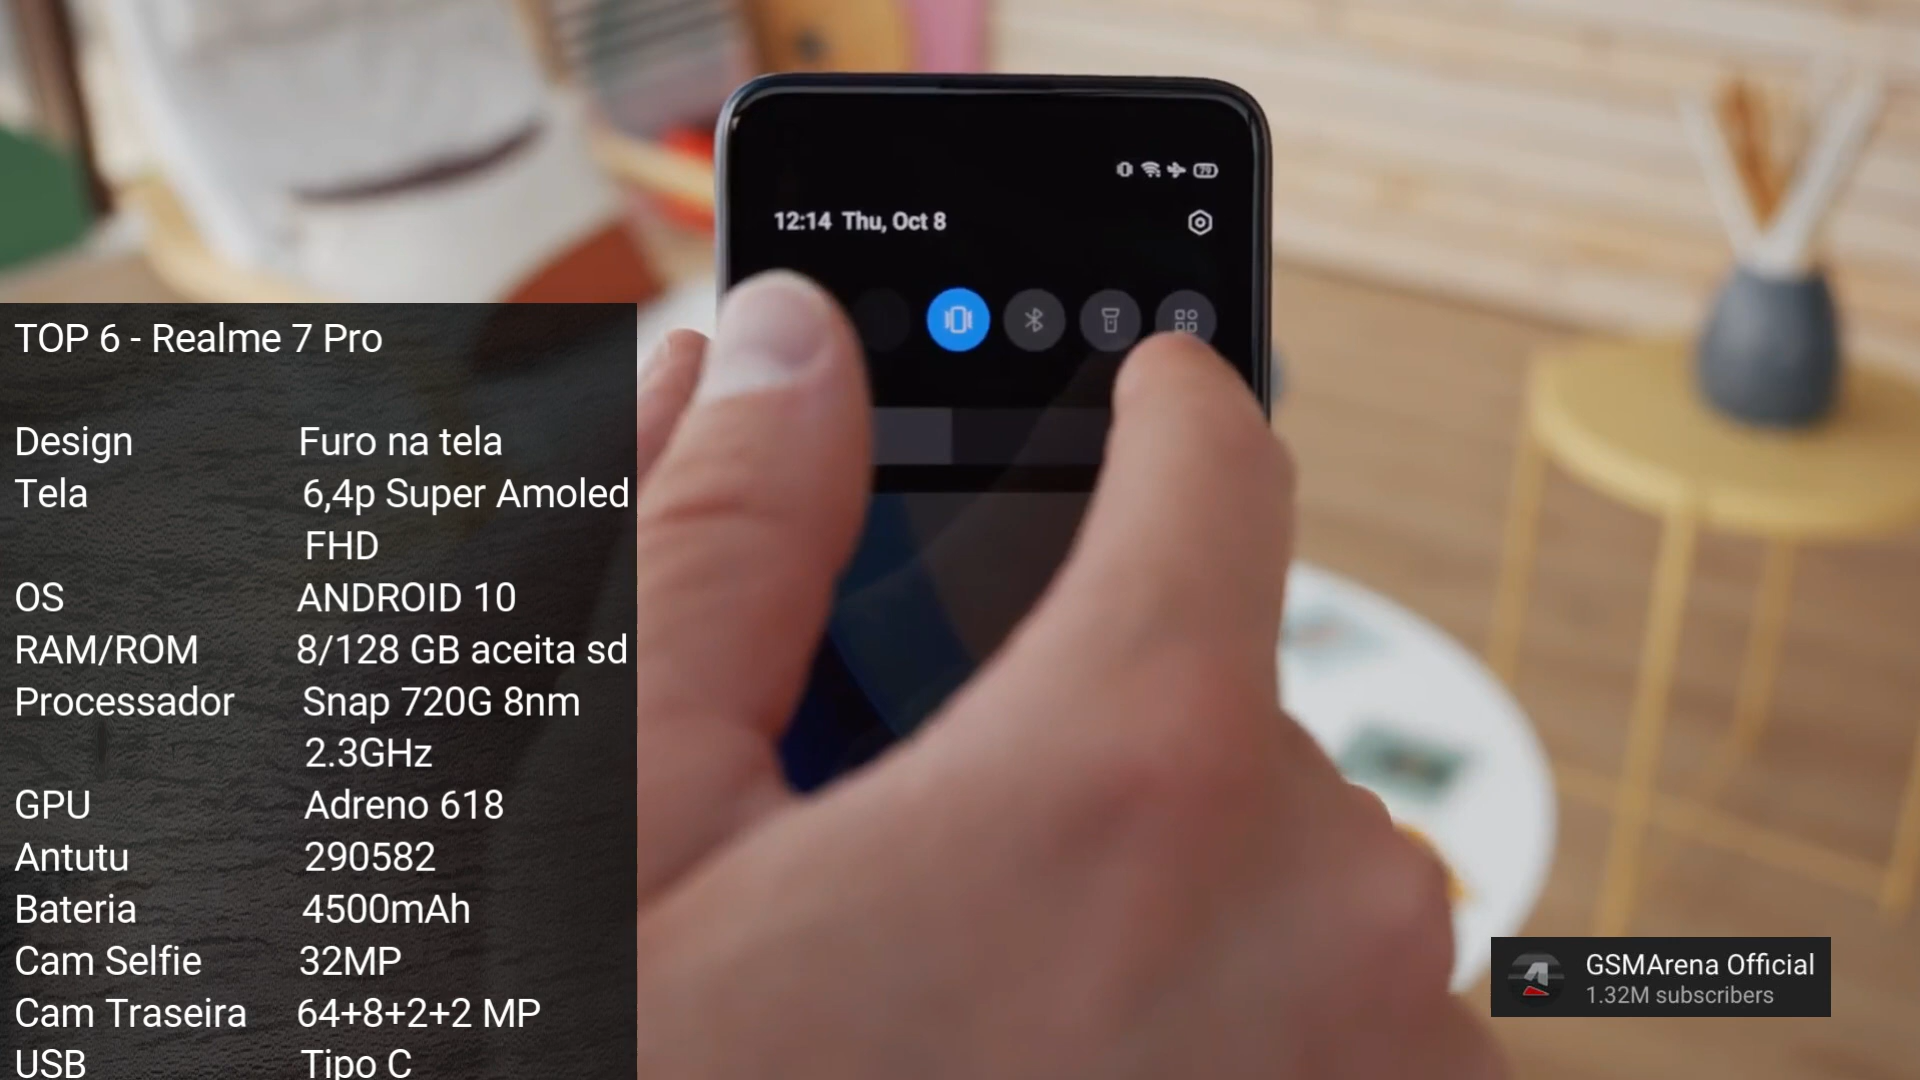 12:14 Thu, Oct 8
TOP 6 - Realme 7 Pro
Design Furo na tela
Tela 6,4p Super Amoled
FHD
OS ANDROID 10
RAM/ROM 8/128 GB aceita sd
Processador Snap 720G 8nm
2.3GHz
GPU Adreno 618
Antutu 290582
Bateria 4500mAh
Cam Selfie 32MP
Cam Traseira 64+8+2+2 MP
USB Tipo C
GSMArena Official
1.32M subscribers